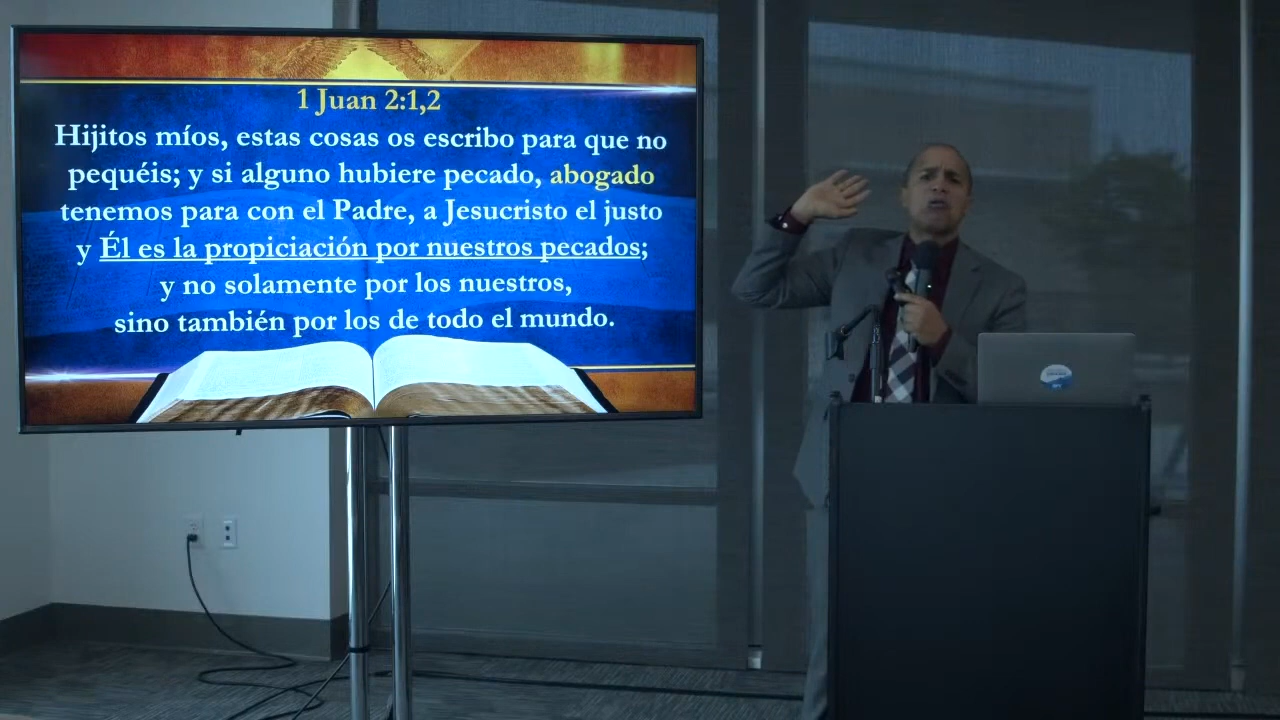 1 Juan 2:1,2
Hijitos míos, estas cosas os escribo para que no
pequéis; y si alguno hubiere pecado, abogado
tenemos para con el Padre, a Jesucristo el justo
y Él es la propiciación por nuestros pecados;
y no solamente por los nuestros,
sino también por los de todo el mundo.